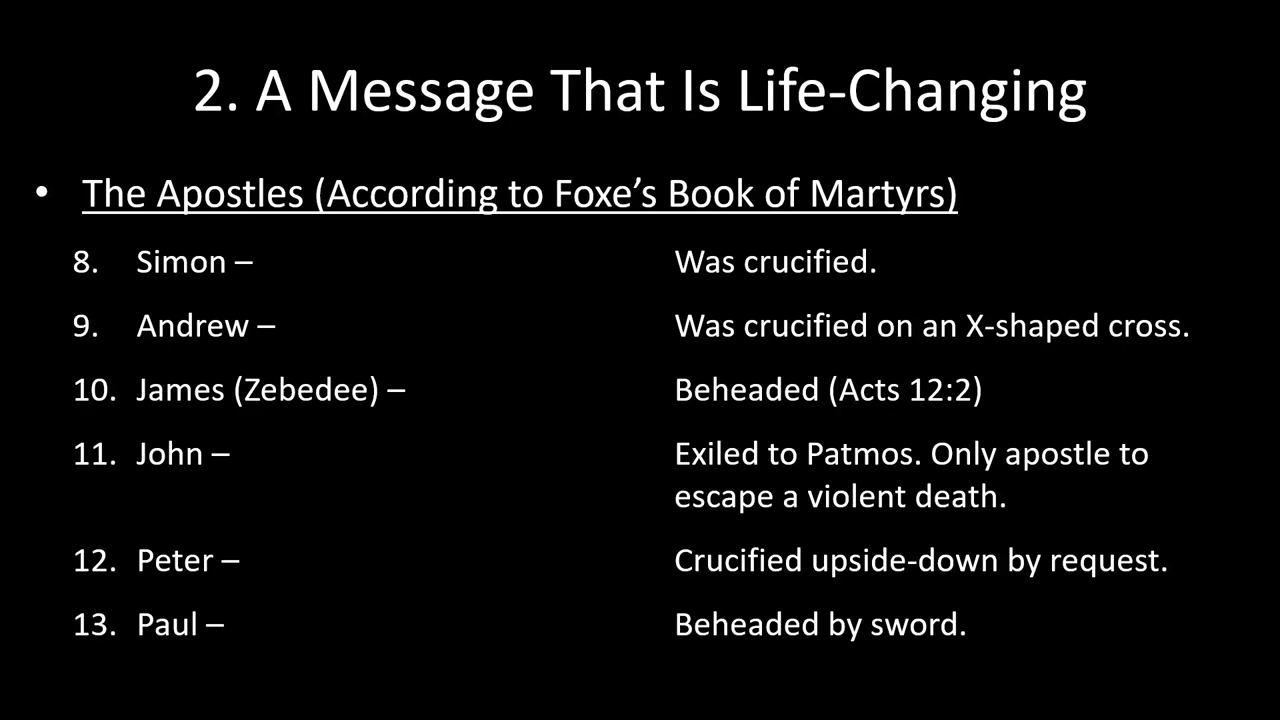 2. A Message That Is Life-Changing
• The Apostles (According to Foxe’s Book of Martyrs)
8. Simon – Was crucified.
9. Andrew – Was crucified on an X-shaped cross.
10. James (Zebedee) – Beheaded (Acts 12:2)
11. John – Exiled to Patmos. Only apostle to
escape a violent death.
12. Peter – Crucified upside-down by request.
13. Paul – Beheaded by sword.